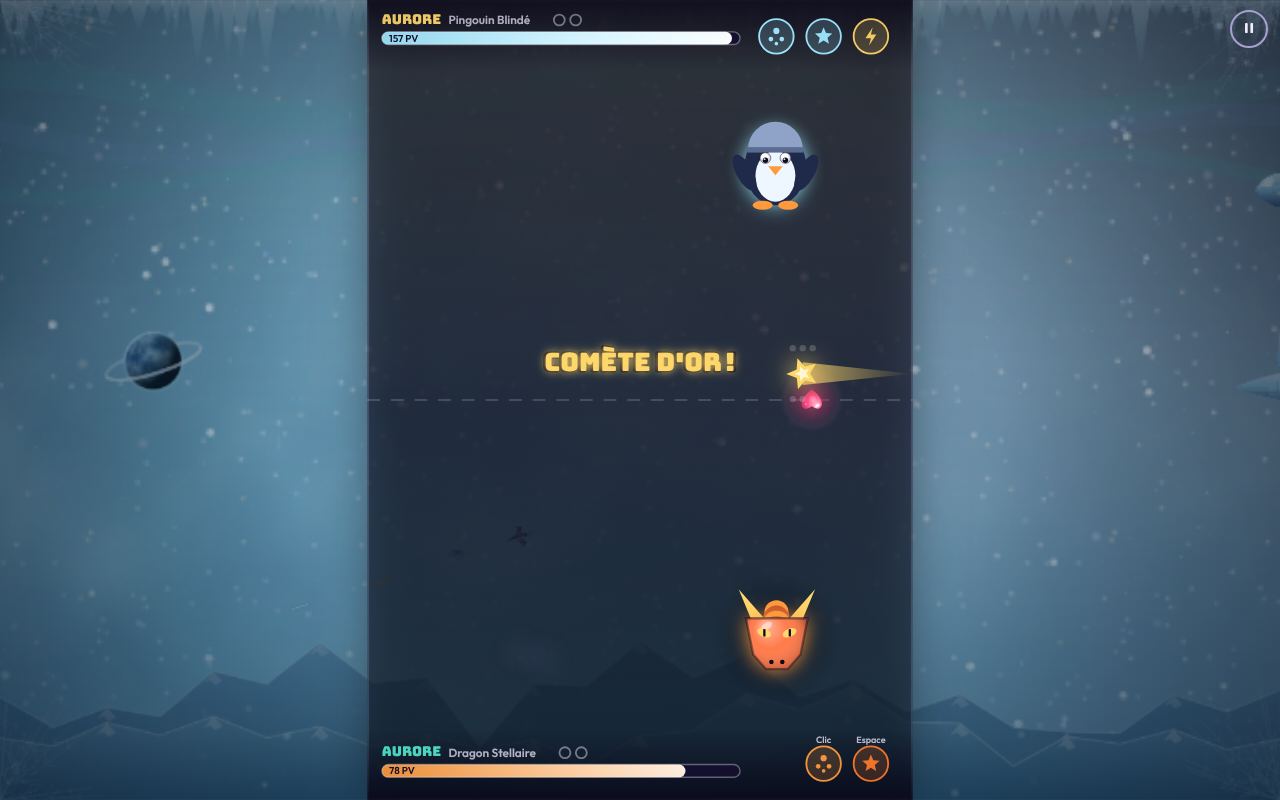 AURORE Pingouin Blindé
157 PV
COMÈTE D'OR !
Clic Espace
AURORE Dragon Stellaire
78 PV